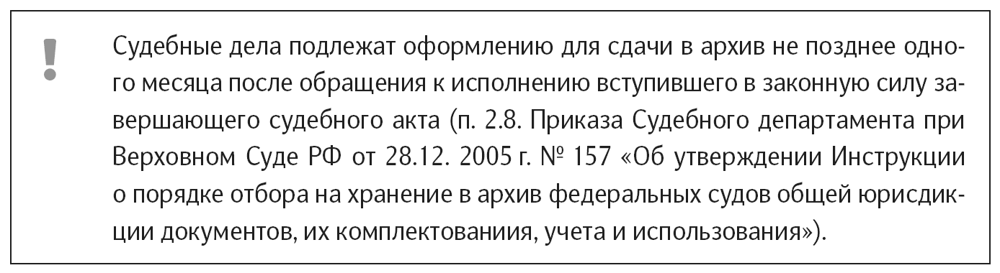 !
Судебные дела подлежат оформлению для сдачи в архив не позднее одно-
го месяца после обращения к исполнению вступившего в законную силу за-
вершающего судебного акта (п. 2.8. Приказа Судебного департамента при
Верховном Суде РФ от 28.12. 2005 г. № 157 «Об утверждении Инструкции
о порядке отбора на хранение в архив федеральных судов общей юрисдик-
ции документов, их комплектованиия, учета и использования»).